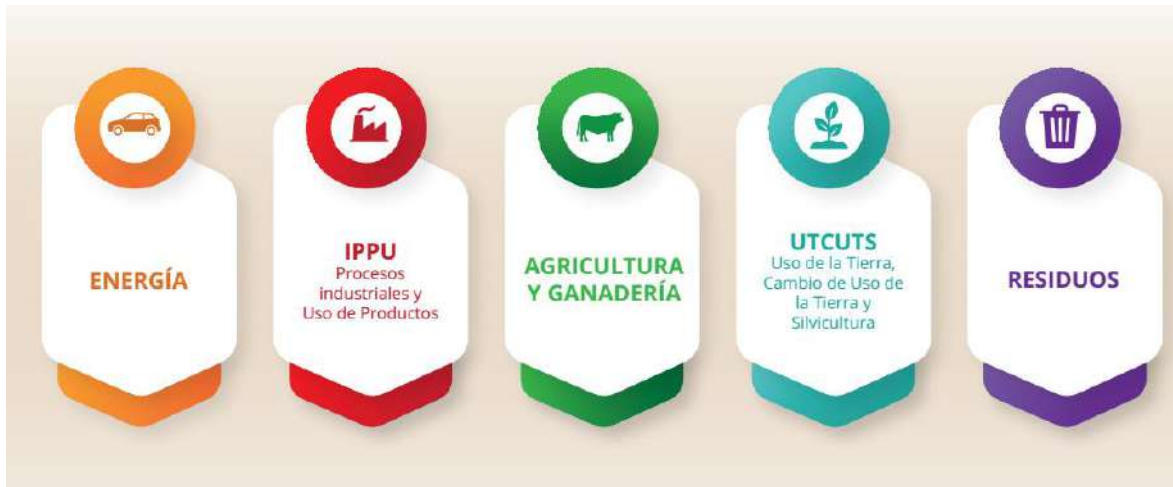 ENERGÍA
IPPU
Procesos
industriales y
Uso de Productos
AGRICULTURA
Y GANADERÍA
UTCUTS
Uso de la Tierra,
Cambio de Uso de
la Tierra y
Silvicultura
RESIDUOS